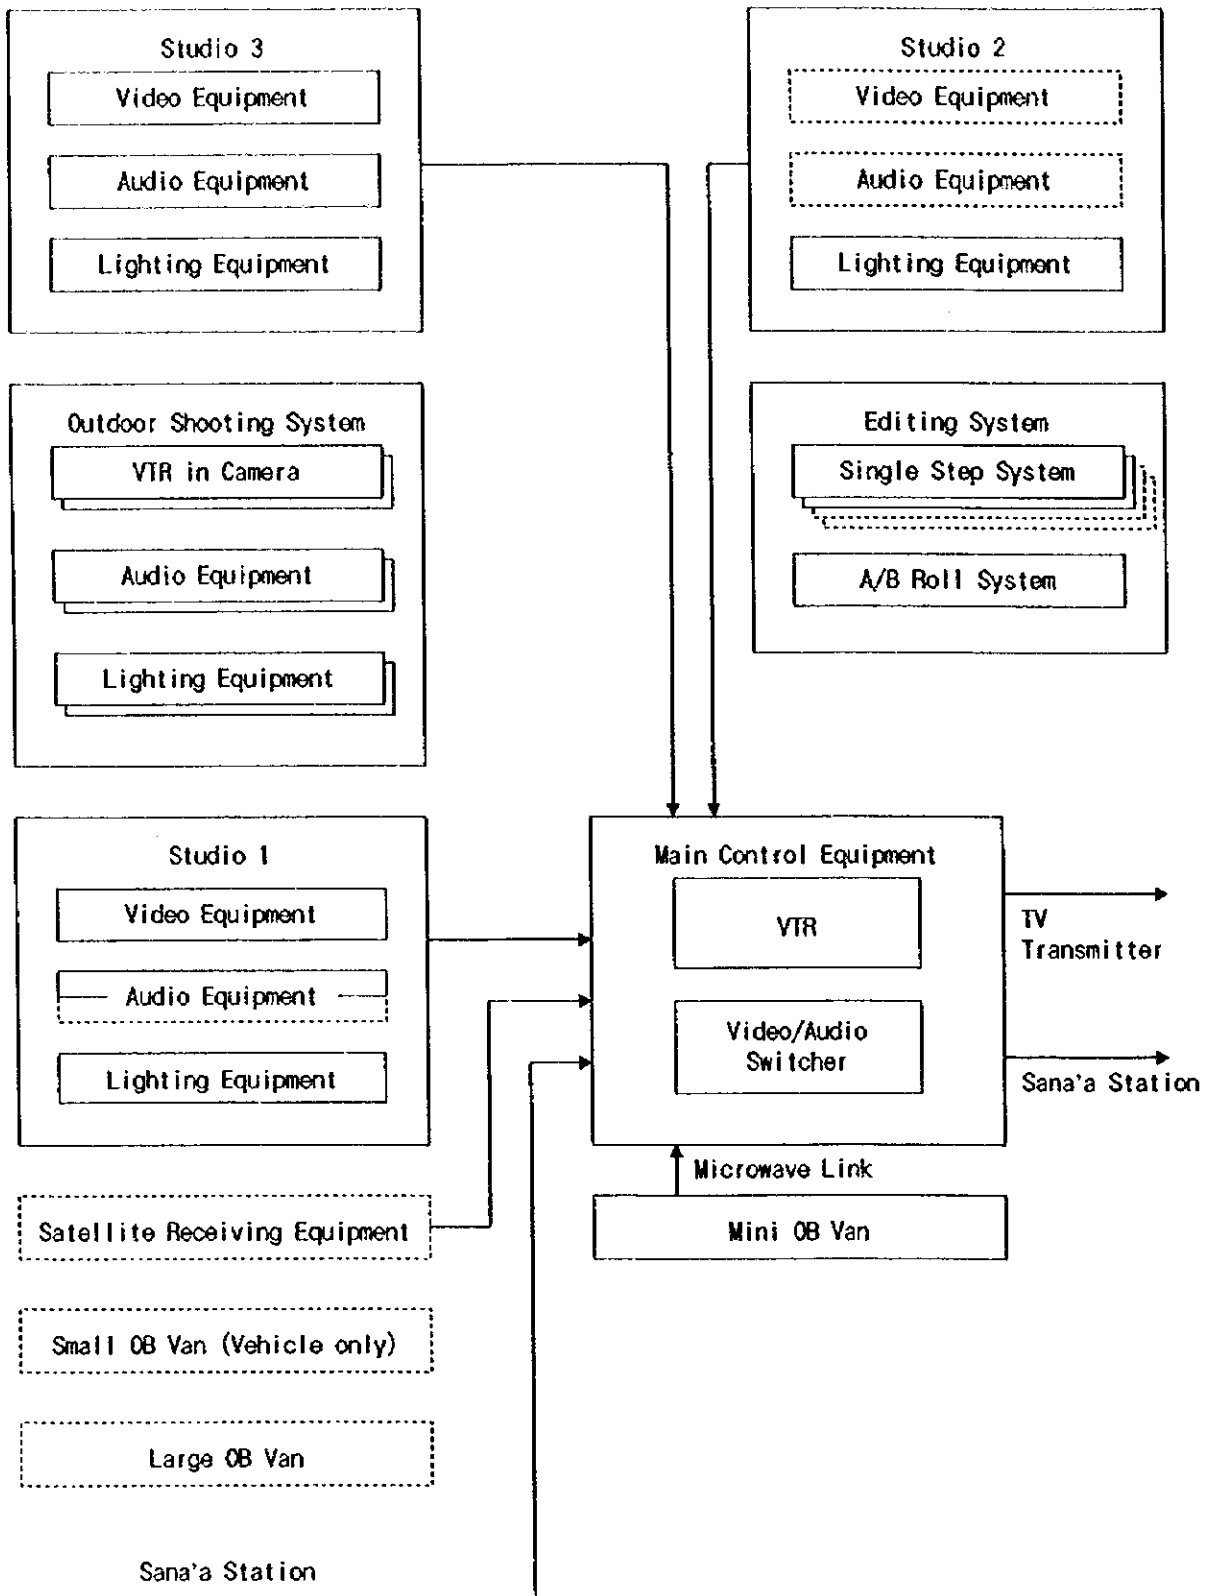 Studio 3
Video Equipment
Audio Equipment
Lighting Equipment
Studio 2
Video Equipment
Audio Equipment
Lighting Equipment
Outdoor Shooting System
VTR in Camera
Audio Equipment
Lighting Equipment
Editing System
Single Step System
A/B Roll System
Studio 1
Video Equipment
Audio Equipment
Lighting Equipment
Main Control Equipment
VTR
Video/Audio
Switcher
TV
Transmitter
Sana'a Station
Microwave Link
Mini OB Van
Satellite Receiving Equipment
Small OB Van (Vehicle only)
Large OB Van
Sana'a Station